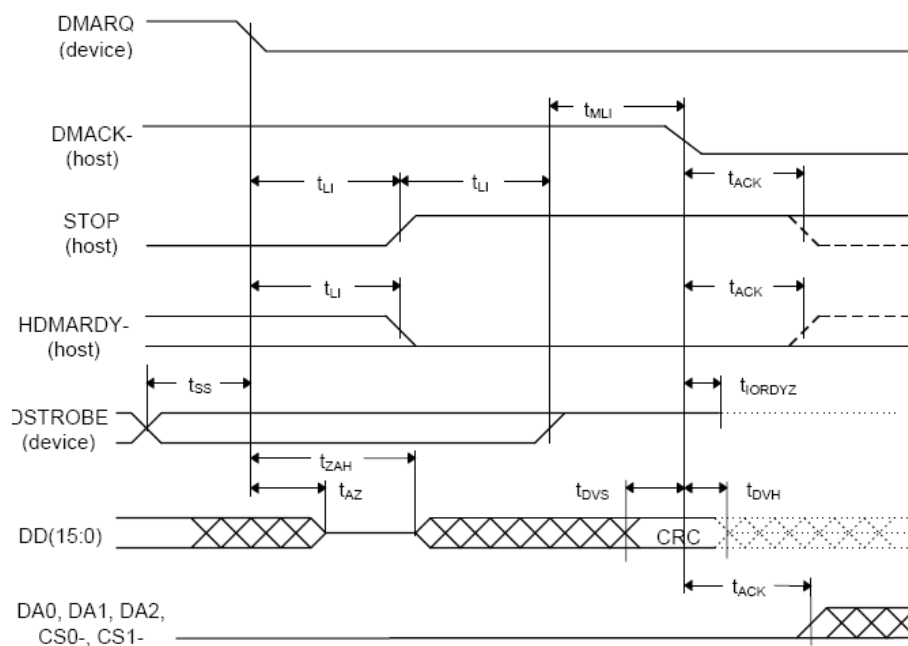 DMARQ
(device)
tMLI
DMACK-
(host)
tLI
tLI
tACK
STOP
(host)
tLI
tACK
HDMARDY-
(host)
tSS
tIORDYZ
DSTROBE
(device)
tZAH
tAZ
tDVS
tDVH
DD(15:0)
CRC
tACK
DA0, DA1, DA2,
CS0-, CS1-